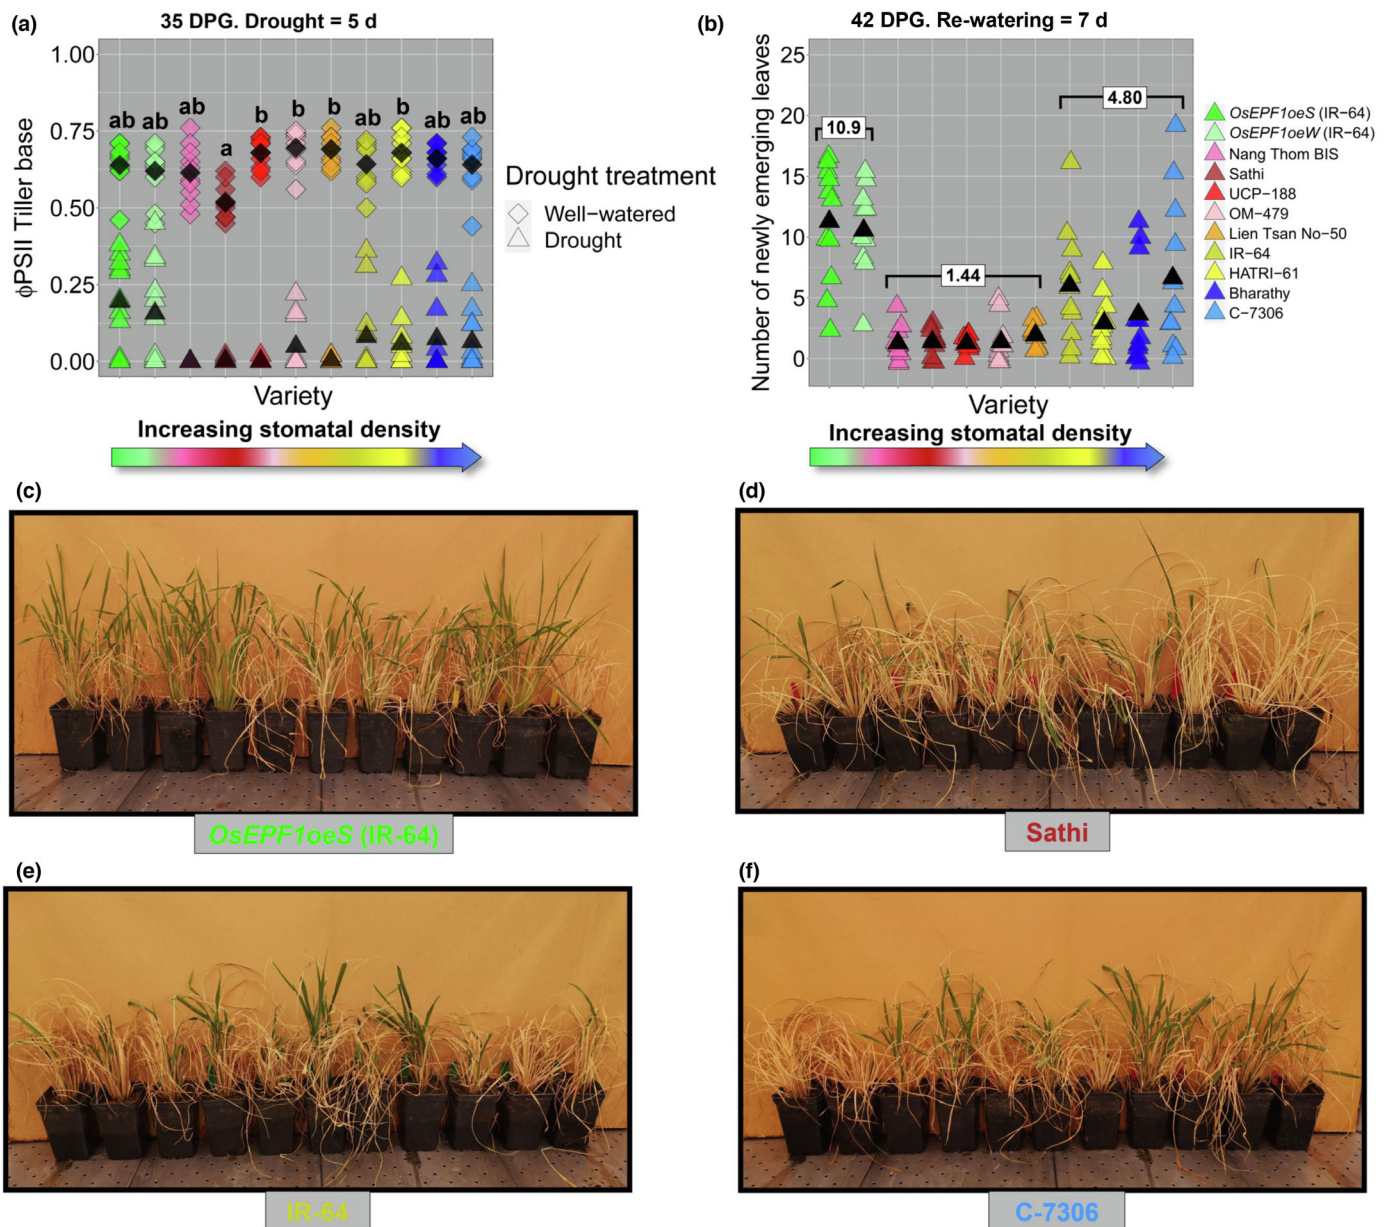 (a)
35 DPG. Drought = 5 d
1.00
0.75
0.50
0.25
0.00
ϕPSII Tiller base
ab ab ab a b b b ab b ab ab
Variety
Increasing stomatal density
Drought treatment
Well−watered
Drought
(b)
42 DPG. Re-watering = 7 d
25
20
15
10
5
0
Number of newly emerging leaves
10.9
1.44
4.80
Variety
Increasing stomatal density
OsEPF1oeS (IR−64)
OsEPF1oeW (IR−64)
Nang Thom BIS
Sathi
UCP−188
OM−479
Lien Tsan No−50
IR−64
HATRI−61
Bharathy
C−7306
(c)
OsEPF1oeS (IR-64)
(d)
Sathi
(e)
IR-64
(f)
C-7306